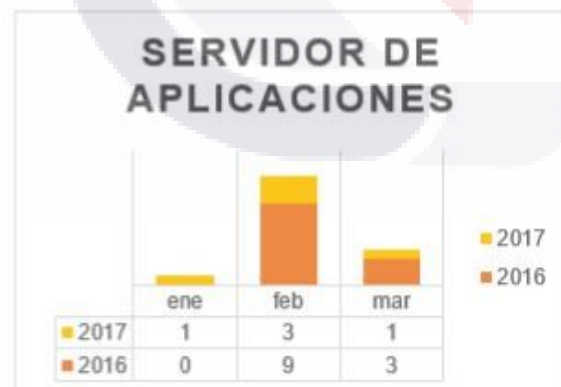 SERVIDOR DE
APLICACIONES
2017
2016
ene feb mar
2017 1 3 1
2016 0 9 3